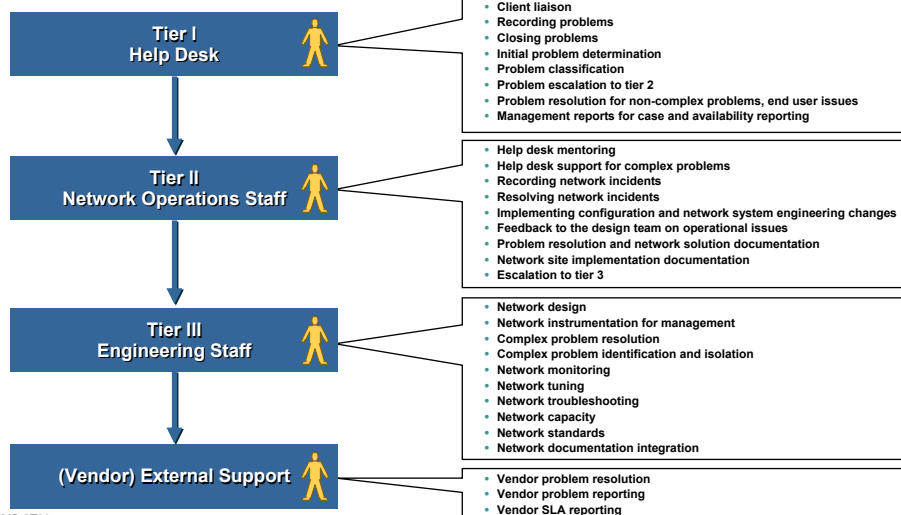 Tier I
Help Desk
• Client liaison
• Recording problems
• Closing problems
• Initial problem determination
• Problem classification
• Problem escalation to tier 2
• Problem resolution for non-complex problems, end user issues
• Management reports for case and availability reporting
Tier II
Network Operations Staff
• Help desk mentoring
• Help desk support for complex problems
• Recording network incidents
• Resolving network incidents
• Implementing configuration and network system engineering changes
• Feedback to the design team on operational issues
• Problem resolution and network solution documentation
• Network site implementation documentation
• Escalation to tier 3
Tier III
Engineering Staff
• Network design
• Network instrumentation for management
• Complex problem resolution
• Complex problem identification and isolation
• Network monitoring
• Network tuning
• Network troubleshooting
• Network capacity
• Network standards
• Network documentation integration
(Vendor) External Support
• Vendor problem resolution
• Vendor problem reporting
• Vendor SLA reporting